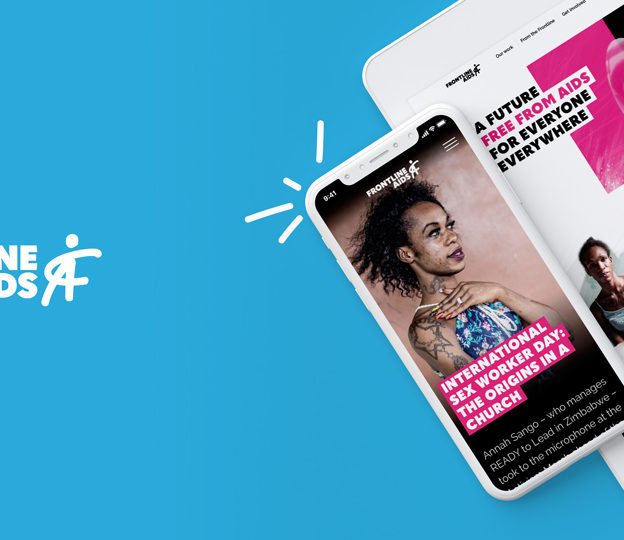 Our work
From the Frontline
Get involved
FRONTLINE
AIDS
A FUTURE
FREE FROM AIDS
FOR EVERYONE
EVERYWHERE
9:41
FRONTLINE
AIDS
INTERNATIONAL
SEX WORKER DAY:
THE ORIGINS IN A
CHURCH
Annah Sango – who manages
READY to Lead in Zimbabwe –
took to the microphone at the
INE
DS